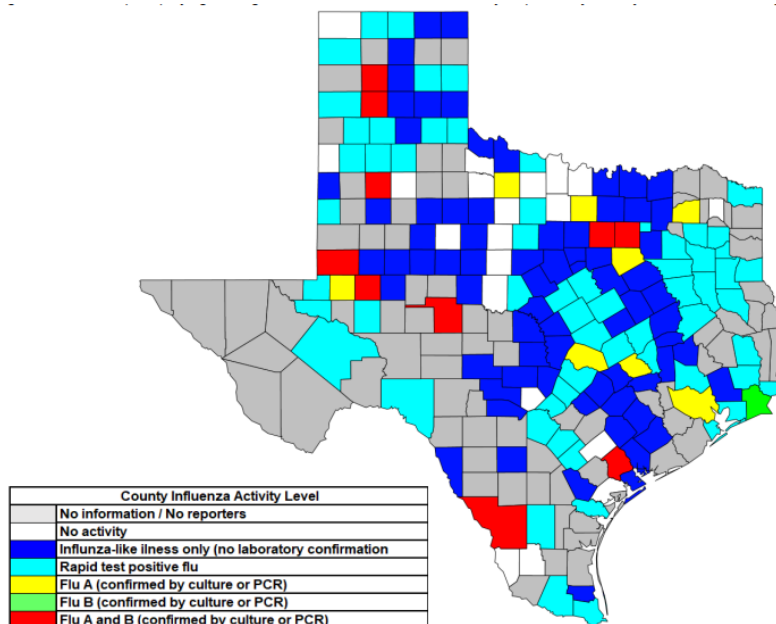 County Influenza Activity Level
No information / No reporters
No activity
Influnza-like ilness only (no laboratory confirmation
Rapid test positive flu
Flu A (confirmed by culture or PCR)
Flu B (confirmed by culture or PCR)
Flu A and B (confirmed by culture or PCR)